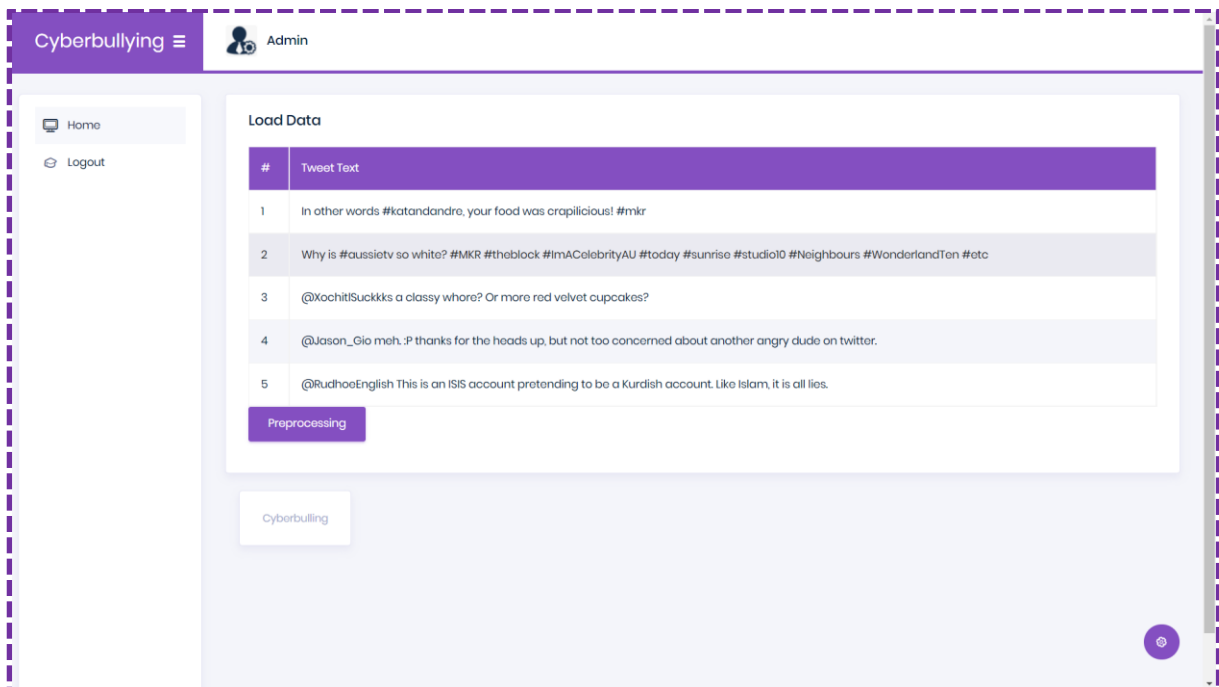 Cyberbullying
Admin
Home
Logout
Load Data
# Tweet Text
1 In other words #katandandre, your food was crapilicious! #mkr
2 Why is #aussietv so white? #MKR #theblock #ImACelebrityAU #today #sunrise #studio10 #Neighbours #WonderlandTen #etc
3 @XochitlSuckkks a classy whore? Or more red velvet cupcakes?
4 @Jason_Gio meh. :P thanks for the heads up, but not too concerned about another angry dude on twitter.
5 @RudhoeEnglish This is an ISIS account pretending to be a Kurdish account. Like Islam, it is all lies.
Preprocessing
Cyberbulling